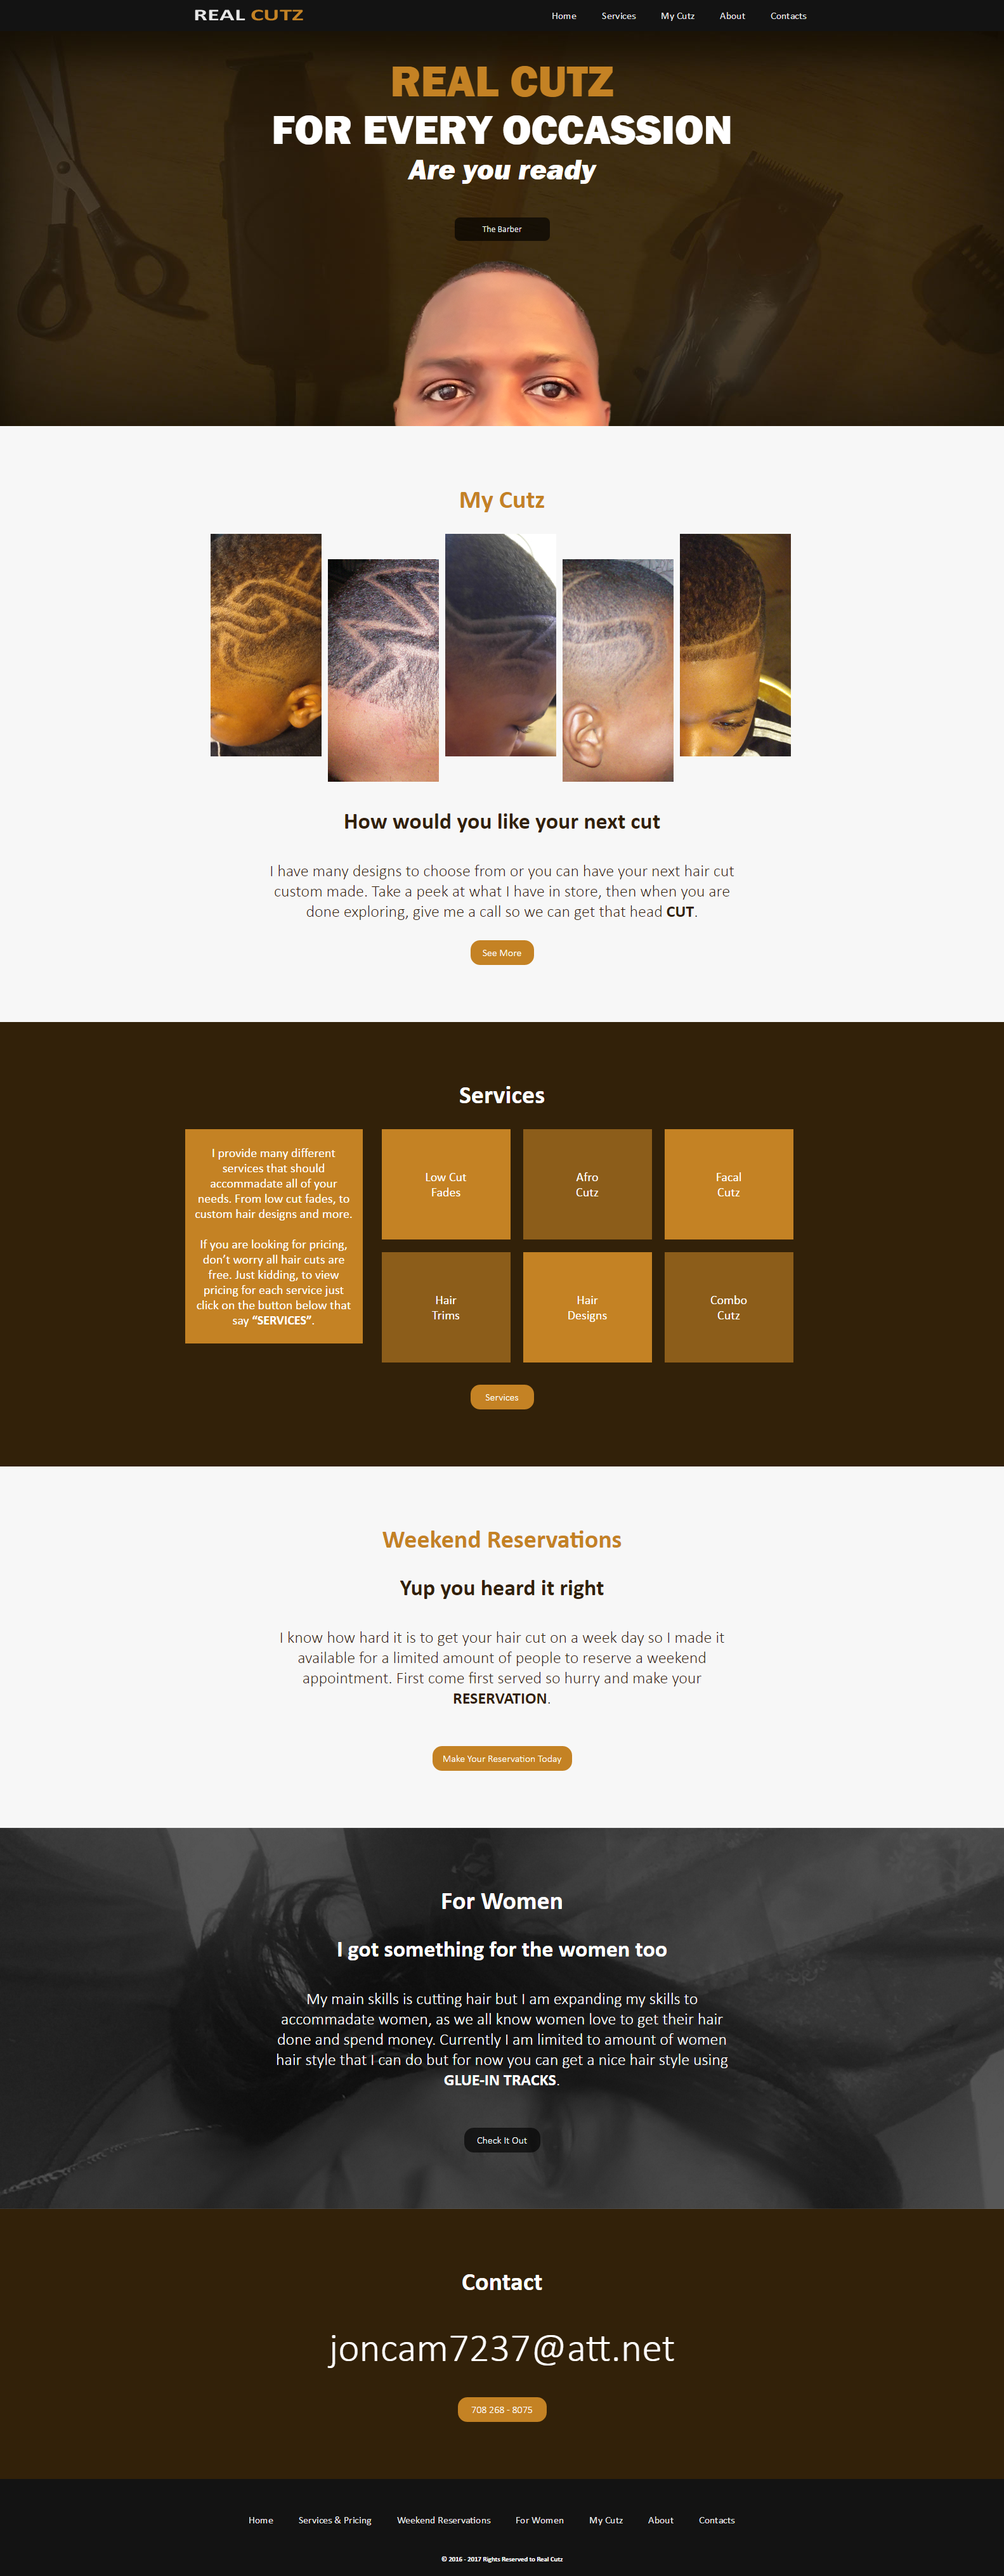 REAL CUTZ
Home Services My Cutz About Contacts
REAL CUTZ
FOR EVERY OCCASSION
Are you ready
The Barber
My Cutz
How would you like your next cut
I have many designs to choose from or you can have your next hair cut
custom made. Take a peek at what I have in store, then when you are
done exploring, give me a call so we can get that head CUT.
See More
Services
I provide many different
services that should
accommadate all of your
needs. From low cut fades, to
custom hair designs and more.
If you are looking for pricing,
don’t worry all hair cuts are
free. Just kidding, to view
pricing for each service just
click on the button below that
say “SERVICES”.
Low Cut
Fades
Afro
Cutz
Facal
Cutz
Hair
Trims
Hair
Designs
Combo
Cutz
Services
Weekend Reservations
Yup you heard it right
I know how hard it is to get your hair cut on a week day so I made it
available for a limited amount of people to reserve a weekend
appointment. First come first served so hurry and make your
RESERVATION.
Make Your Reservation Today
For Women
I got something for the women too
My main skills is cutting hair but I am expanding my skills to
accommadate women, as we all know women love to get their hair
done and spend money. Currently I am limited to amount of women
hair style that I can do but for now you can get a nice hair style using
GLUE-IN TRACKS.
Check It Out
Contact
joncam7237@att.net
708 268 - 8075
Home Services & Pricing Weekend Reservations For Women My Cutz About Contacts
© 2016 - 2017 Rights Reserved to Real Cutz